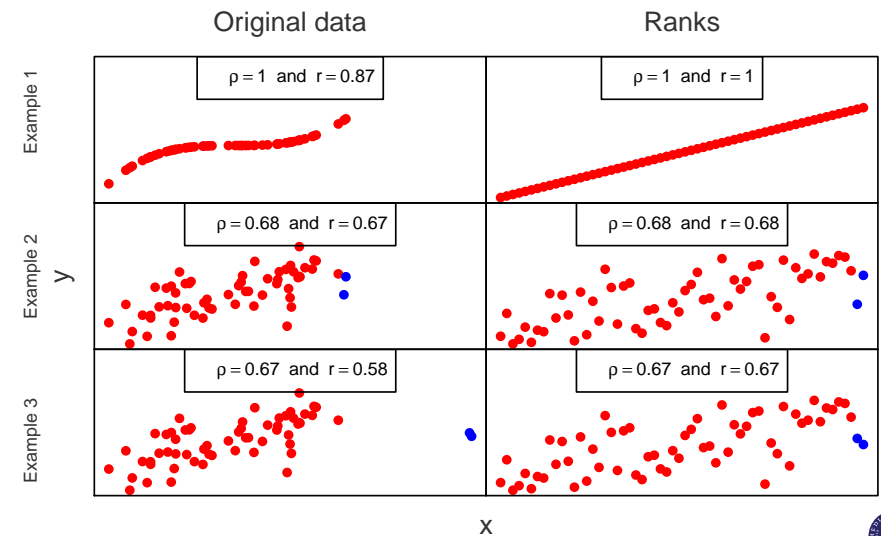 Original data Ranks
Example 1
ρ = 1 and r = 0.87
ρ = 1 and r = 1
Example 2
ρ = 0.68 and r = 0.67
ρ = 0.68 and r = 0.68
y
Example 3
ρ = 0.67 and r = 0.58
ρ = 0.67 and r = 0.67
x